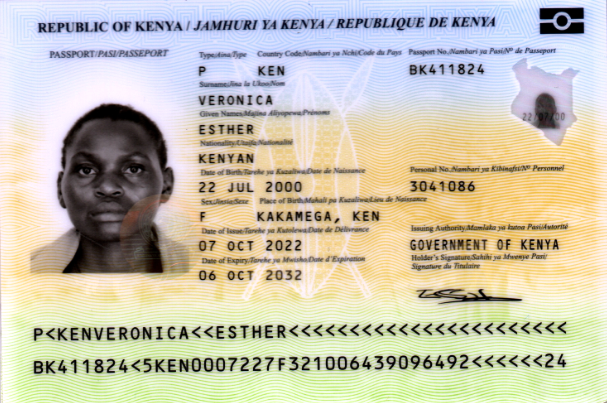 REPUBLIC OF KENYA / JAMHURI YA KENYA / REPUBLIQUE DE KENYA
PASSPORT/PASI/PASSEPORT
Type/Aina/Type Country Code/Nambari ya Nchi/Code du Pays Passport No./Nambari ya Pasi/Nº de Passeport
P KEN BK411824
Surname/Jina la Ukoo/Nom
VERONICA
Given Names/Majina Aliyopewa/Prénoms
ESTHER
22/07/00
Nationality/Uraifa/Nationalité
KENYAN
Date of Birth/Tarehe ya Kuzaliwa/Date de Naissance Personal No./Nambari ya Kibinafsi/Nº Personnel
22 JUL 2000 3041086
Sex/Jinsia/Sexe Place of Birth/Mahali pa Kuzaliwa/Lieu de Naissance
F KAKAMEGA, KEN
Date of Issue/Tarehe ya Kutolewa/Date de Délivrance Issuing Authority/Mamlaka ya kutoa Pasi/Autorité
07 OCT 2022 GOVERNMENT OF KENYA
Date of Expiry/Tarehe ya Mwisho/Date d'Expiration Holder's Signature/Sahihi ya Mwenye Pasi/
Signature du Titulaire
06 OCT 2032
P<KENVERONICA<<ESTHER<<<<<<<<<<<<<<<<<<<<<<<
BK411824<5KEN0007227F321006439096492<<<<<<24